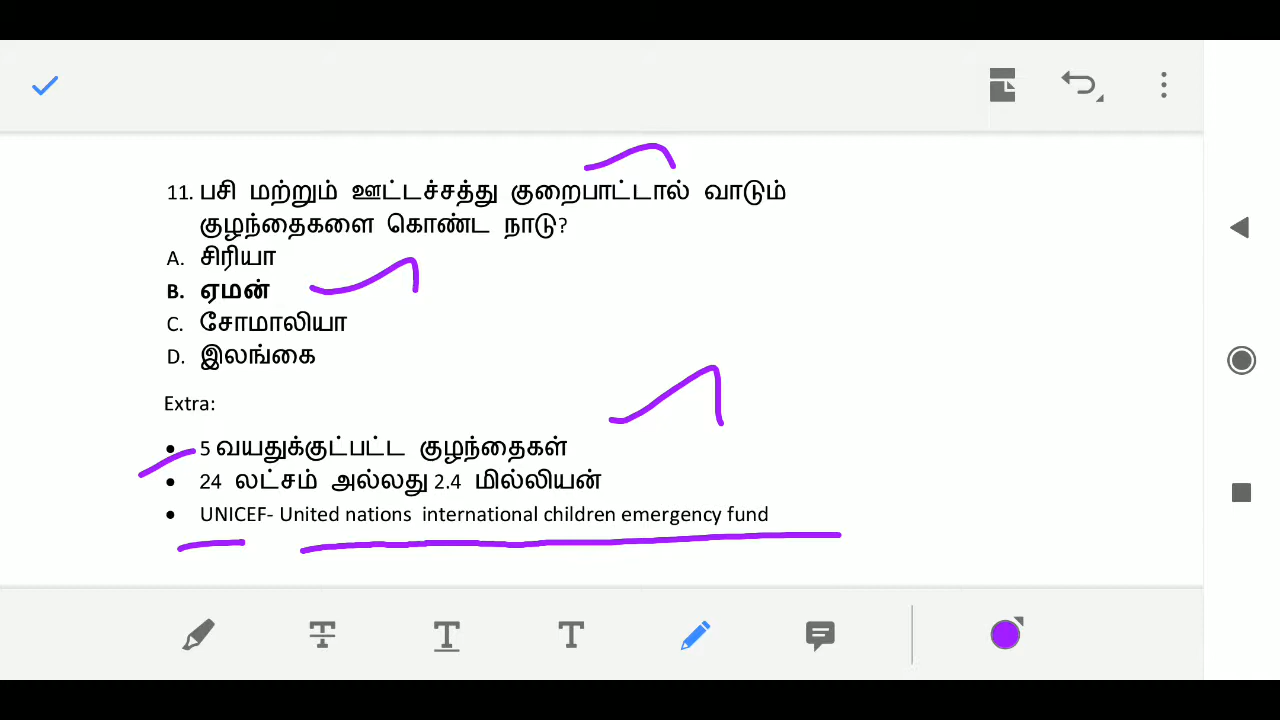 11. பசி மற்றும் ஊட்டச்சத்து குறைபாட்டால் வாடும்
குழந்தைகளை கொண்ட நாடு?
A. சிரியா
B. ஏமன்
C. சோமாலியா
D. இலங்கை
Extra:
• 5 வயதுக்குட்பட்ட குழந்தைகள்
• 24 லட்சம் அல்லது 2.4 மில்லியன்
• UNICEF- United nations international children emergency fund